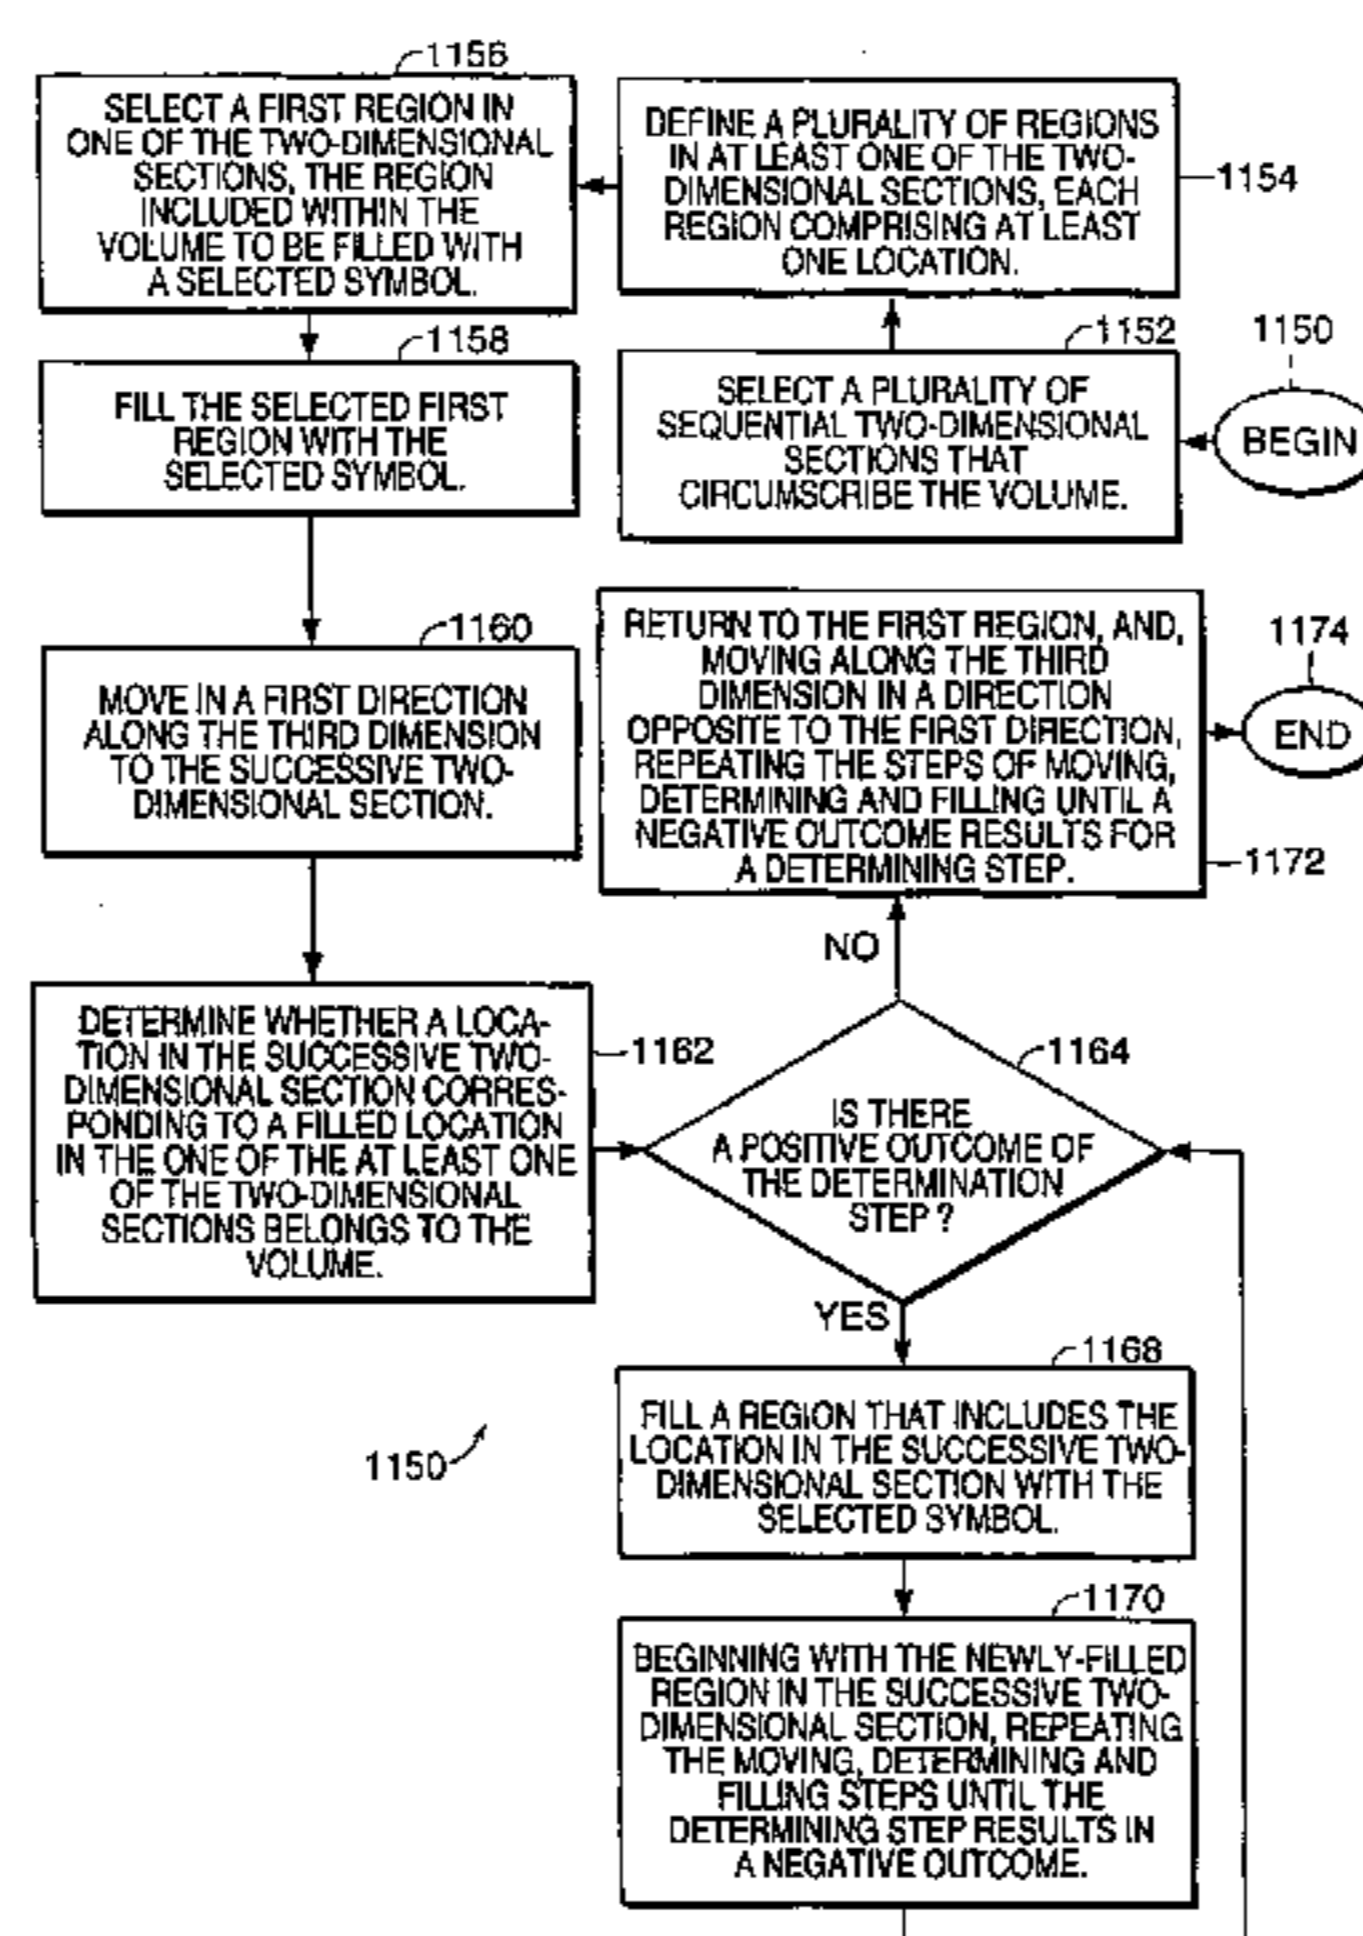 1150
BEGIN
1152
SELECT A PLURALITY OF
SEQUENTIAL TWO-DIMENSIONAL
SECTIONS THAT
CIRCUMSCRIBE THE VOLUME.
1154
DEFINE A PLURALITY OF REGIONS
IN AT LEAST ONE OF THE TWO-
DIMENSIONAL SECTIONS, EACH
REGION COMPRISING AT LEAST
ONE LOCATION.
1156
SELECT A FIRST REGION IN
ONE OF THE TWO-DIMENSIONAL
SECTIONS, THE REGION
INCLUDED WITHIN THE
VOLUME TO BE FILLED WITH
A SELECTED SYMBOL.
1158
FILL THE SELECTED FIRST
REGION WITH THE
SELECTED SYMBOL.
1160
MOVE IN A FIRST DIRECTION
ALONG THE THIRD DIMENSION
TO THE SUCCESSIVE TWO-
DIMENSIONAL SECTION.
1162
DETERMINE WHETHER A LOCA-
TION IN THE SUCCESSIVE TWO-
DIMENSIONAL SECTION CORRES-
PONDING TO A FILLED LOCATION
IN THE ONE OF THE AT LEAST ONE
OF THE TWO-DIMENSIONAL
SECTIONS BELONGS TO THE
VOLUME.
1164
IS THERE
A POSITIVE OUTCOME OF
THE DETERMINATION
STEP ?
NO
RETURN TO THE FIRST REGION, AND,
MOVING ALONG THE THIRD
DIMENSION IN A DIRECTION
OPPOSITE TO THE FIRST DIRECTION,
REPEATING THE STEPS OF MOVING,
DETERMINING AND FILLING UNTIL A
NEGATIVE OUTCOME RESULTS FOR
A DETERMINING STEP.
1172
1174
END
YES
1168
FILL A REGION THAT INCLUDES THE
LOCATION IN THE SUCCESSIVE TWO-
DIMENSIONAL SECTION WITH THE
SELECTED SYMBOL.
1170
BEGINNING WITH THE NEWLY-FILLED
REGION IN THE SUCCESSIVE TWO-
DIMENSIONAL SECTION, REPEATING
THE MOVING, DETERMINING AND
FILLING STEPS UNTIL THE
DETERMINING STEP RESULTS IN
A NEGATIVE OUTCOME.
1150